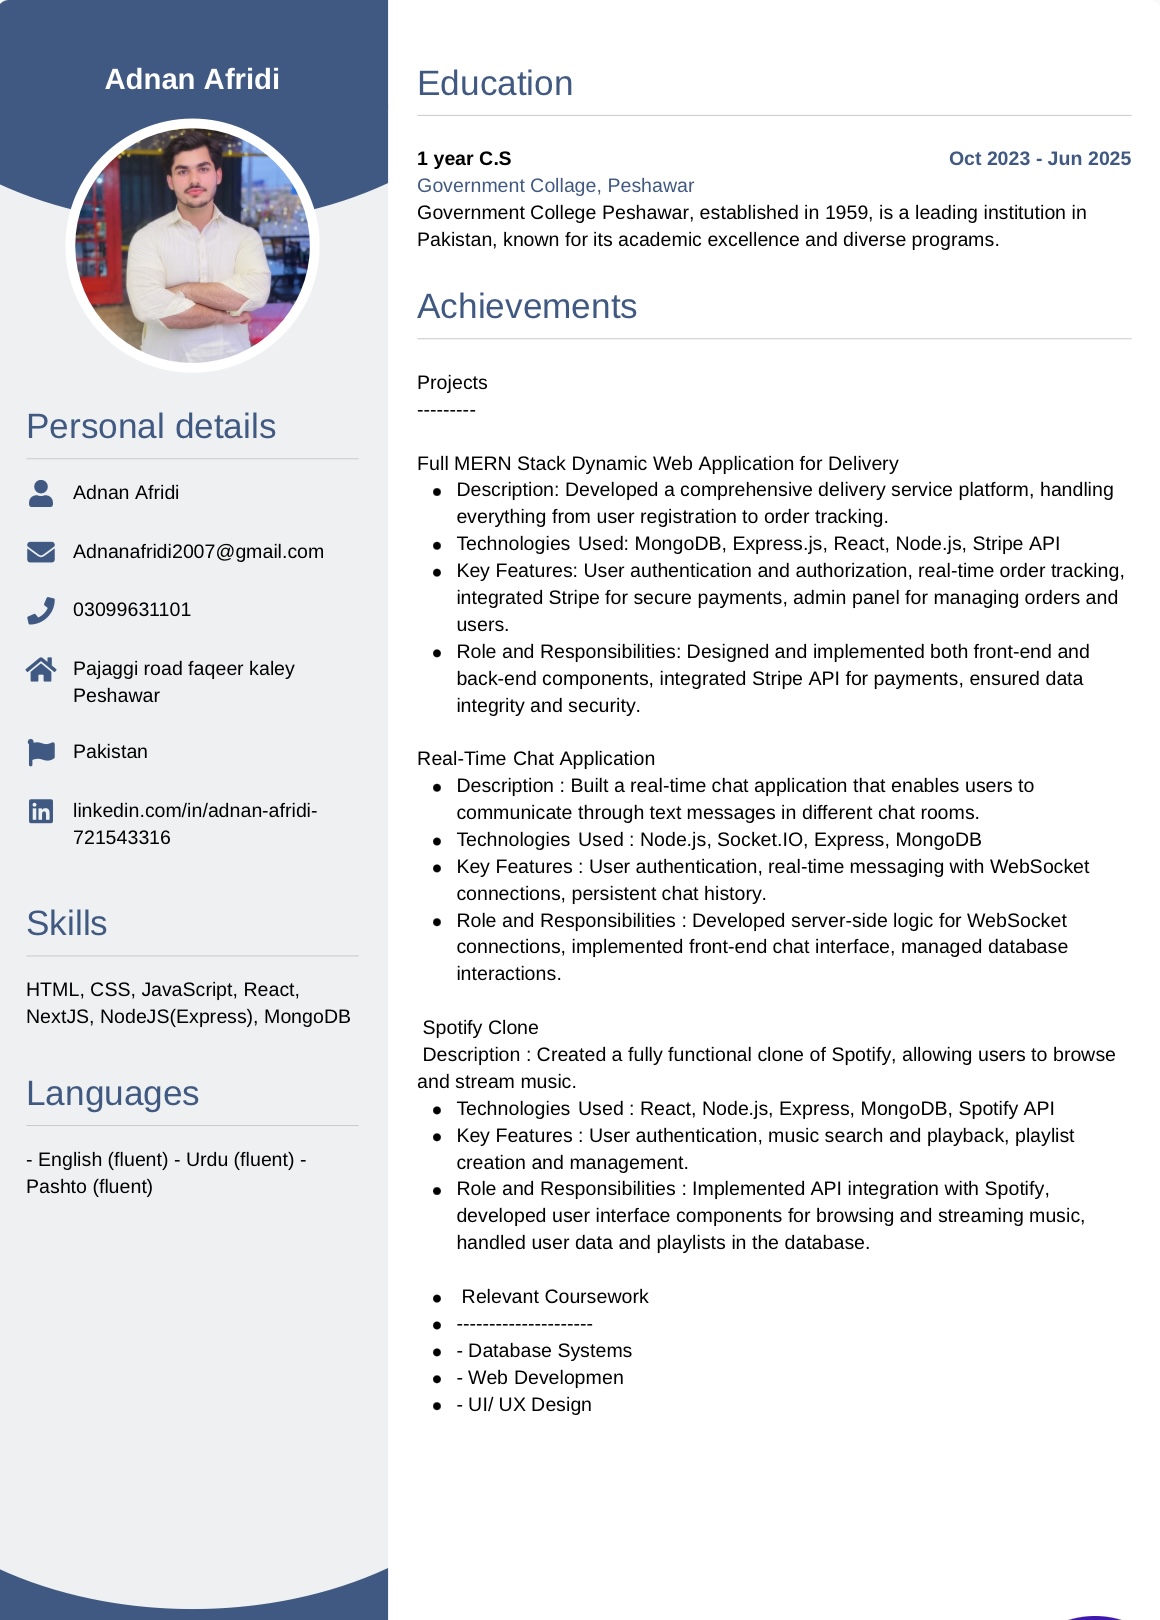 Adnan Afridi
Personal details
Adnan Afridi
Adnanafridi2007@gmail.com
03099631101
Pajaggi road faqeer kaley
Peshawar
Pakistan
linkedin.com/in/adnan-afridi-
721543316
Skills
HTML, CSS, JavaScript, React,
NextJS, NodeJS(Express), MongoDB
Languages
- English (fluent) - Urdu (fluent) -
Pashto (fluent)
Education
1 year C.S Oct 2023 - Jun 2025
Government Collage, Peshawar
Government College Peshawar, established in 1959, is a leading institution in
Pakistan, known for its academic excellence and diverse programs.
Achievements
Projects
---------
Full MERN Stack Dynamic Web Application for Delivery
● Description: Developed a comprehensive delivery service platform, handling
everything from user registration to order tracking.
● Technologies Used: MongoDB, Express.js, React, Node.js, Stripe API
● Key Features: User authentication and authorization, real-time order tracking,
integrated Stripe for secure payments, admin panel for managing orders and
users.
● Role and Responsibilities: Designed and implemented both front-end and
back-end components, integrated Stripe API for payments, ensured data
integrity and security.
Real-Time Chat Application
● Description : Built a real-time chat application that enables users to
communicate through text messages in different chat rooms.
● Technologies Used : Node.js, Socket.IO, Express, MongoDB
● Key Features : User authentication, real-time messaging with WebSocket
connections, persistent chat history.
● Role and Responsibilities : Developed server-side logic for WebSocket
connections, implemented front-end chat interface, managed database
interactions.
Spotify Clone
Description : Created a fully functional clone of Spotify, allowing users to browse
and stream music.
● Technologies Used : React, Node.js, Express, MongoDB, Spotify API
● Key Features : User authentication, music search and playback, playlist
creation and management.
● Role and Responsibilities : Implemented API integration with Spotify,
developed user interface components for browsing and streaming music,
handled user data and playlists in the database.
● Relevant Coursework
● ---------------------
● - Database Systems
● - Web Developmen
● - UI/ UX Design